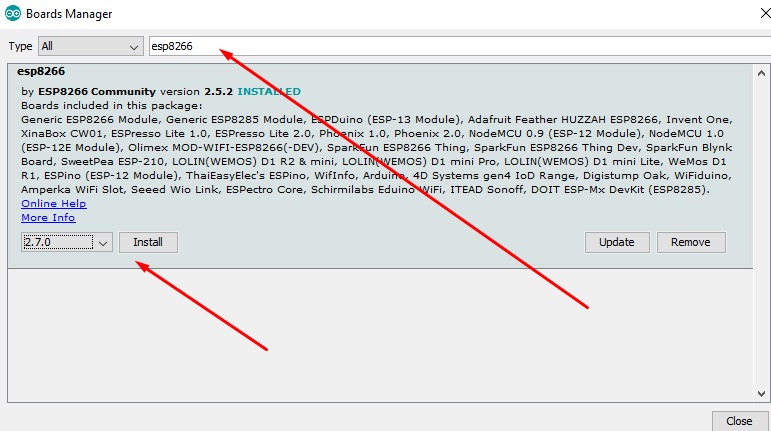 Boards Manager
Type All esp8266
esp8266
by ESP8266 Community version 2.5.2 INSTALLED
Boards included in this package:
Generic ESP8266 Module, Generic ESP8285 Module, ESPDuino (ESP-13 Module), Adafruit Feather HUZZAH ESP8266, Invent One,
XinaBox CW01, ESPresso Lite 1.0, ESPresso Lite 2.0, Phoenix 1.0, Phoenix 2.0, NodeMCU 0.9 (ESP-12 Module), NodeMCU 1.0
(ESP-12E Module), Olimex MOD-WIFI-ESP8266(-DEV), SparkFun ESP8266 Thing, SparkFun ESP8266 Thing Dev, SparkFun Blynk
Board, SweetPea ESP-210, LOLIN(WEMOS) D1 R2 & mini, LOLIN(WEMOS) D1 mini Pro, LOLIN(WEMOS) D1 mini Lite, WeMos D1
R1, ESPino (ESP-12 Module), ThaiEasyElec's ESPino, WifInfo, Arduino, 4D Systems gen4 IoD Range, Digistump Oak, WiFiduino,
Amperka WiFi Slot, Seeed Wio Link, ESPectro Core, Schirmilabs Eduino WiFi, ITEAD Sonoff, DOIT ESP-Mx DevKit (ESP8285).
Online Help
More Info
2.7.0 Install Update Remove
Close